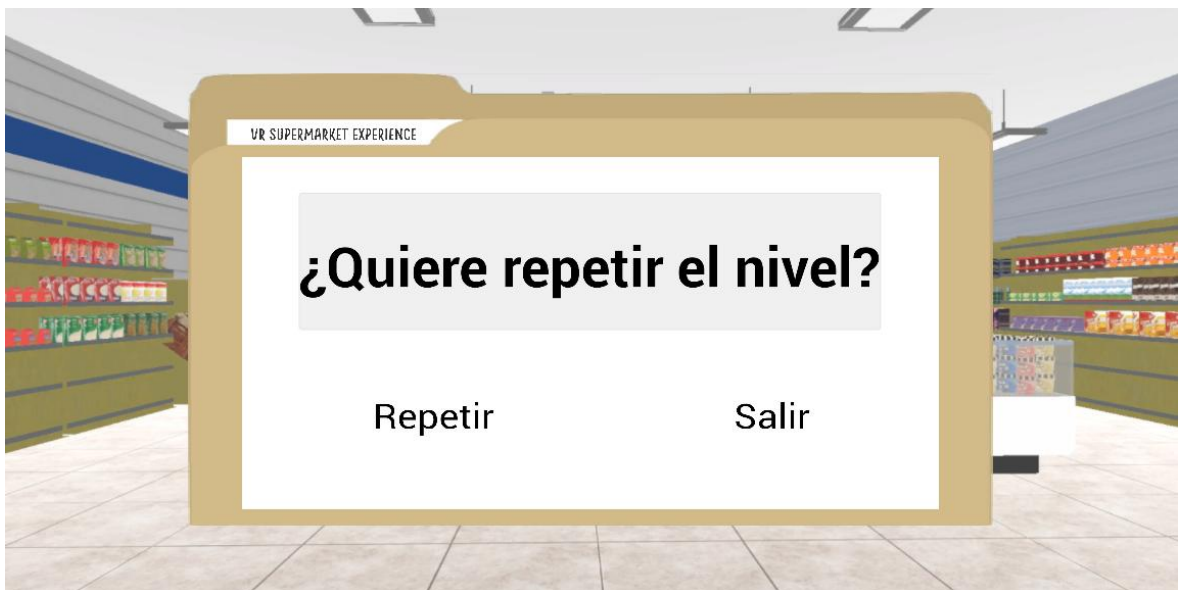 VR SUPERMARKET EXPERIENCE
¿Quiere repetir el nivel?
Repetir
Salir